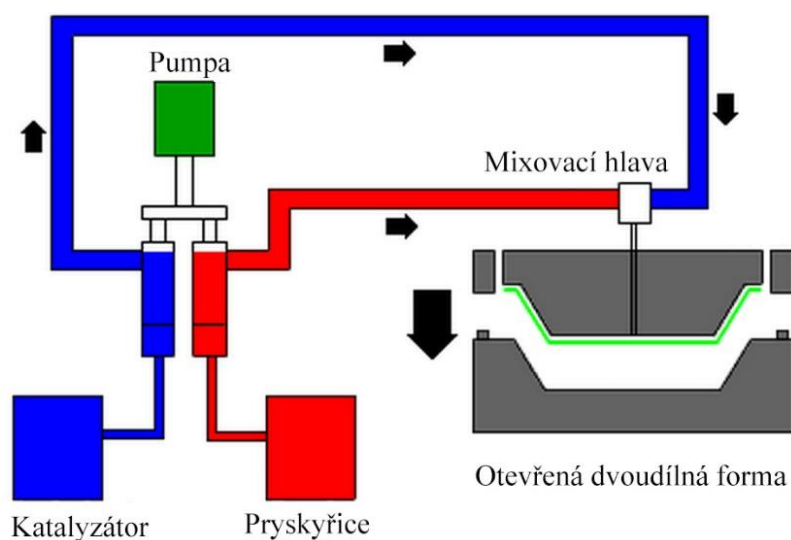 Pumpa
Mixovací hlava
Otevřená dvoudílná forma
Katalyzátor
Pryskyřice